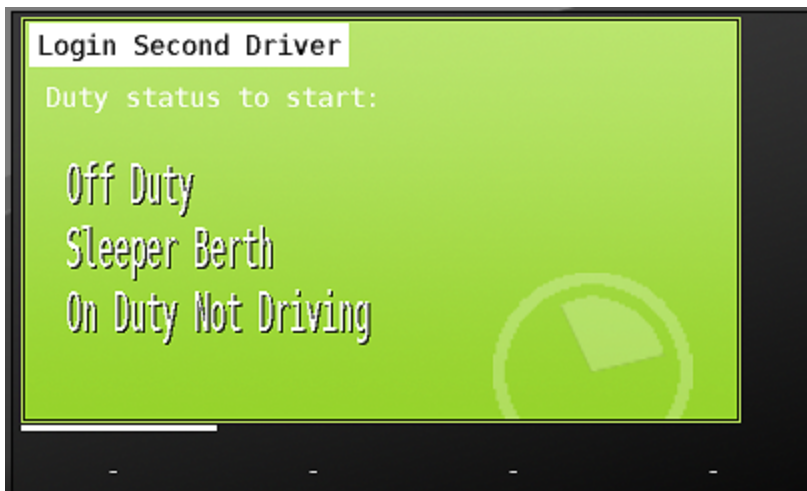 Login Second Driver
Duty status to start:
Off Duty
Sleeper Berth
On Duty Not Driving
- - - -